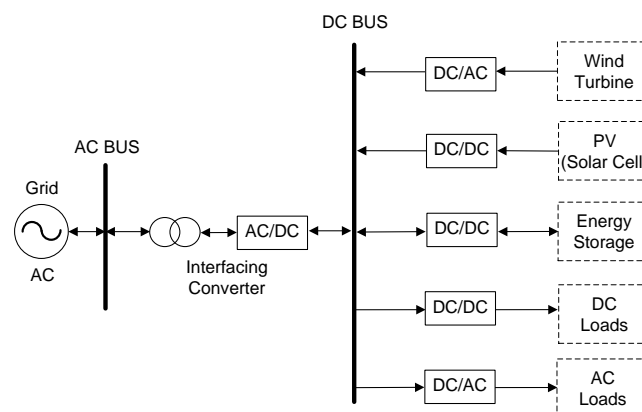 DC BUS
DC/AC
Wind
Turbine
AC BUS
DC/DC
PV
(Solar Cell)
Grid
AC/DC
DC/DC
Energy
Storage
AC
Interfacing
Converter
DC/DC
DC
Loads
DC/AC
AC
Loads